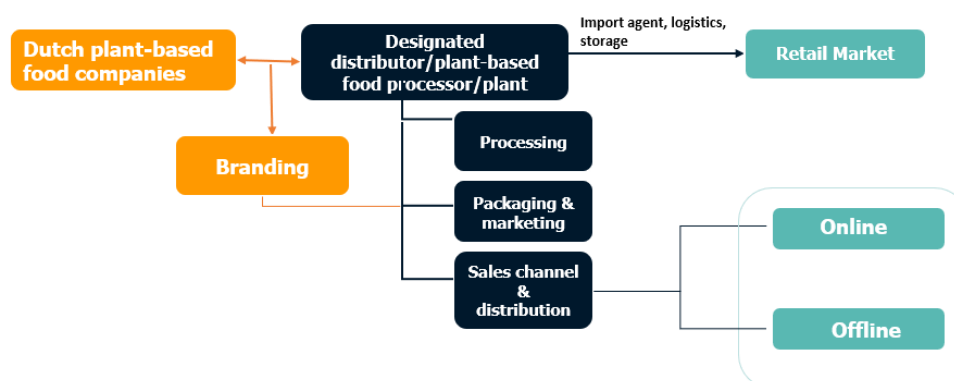 Dutch plant-based
food companies
Designated
distributor/plant-based
food processor/plant
Import agent, logistics,
storage
Retail Market
Branding
Processing
Packaging &
marketing
Sales channel
&
distribution
Online
Offline